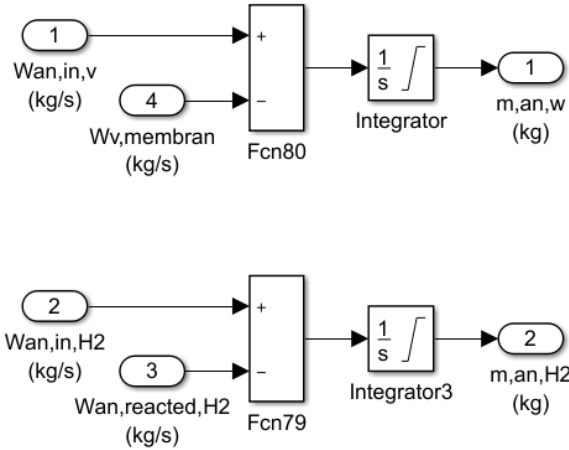 1
Wan,in,v
(kg/s)
4
Wv,membran
(kg/s)
+
−
Fcn80
1
s
Integrator
1
m,an,w
(kg)
2
Wan,in,H2
(kg/s)
3
Wan,reacted,H2
(kg/s)
+
−
Fcn79
1
s
Integrator3
2
m,an,H2
(kg)